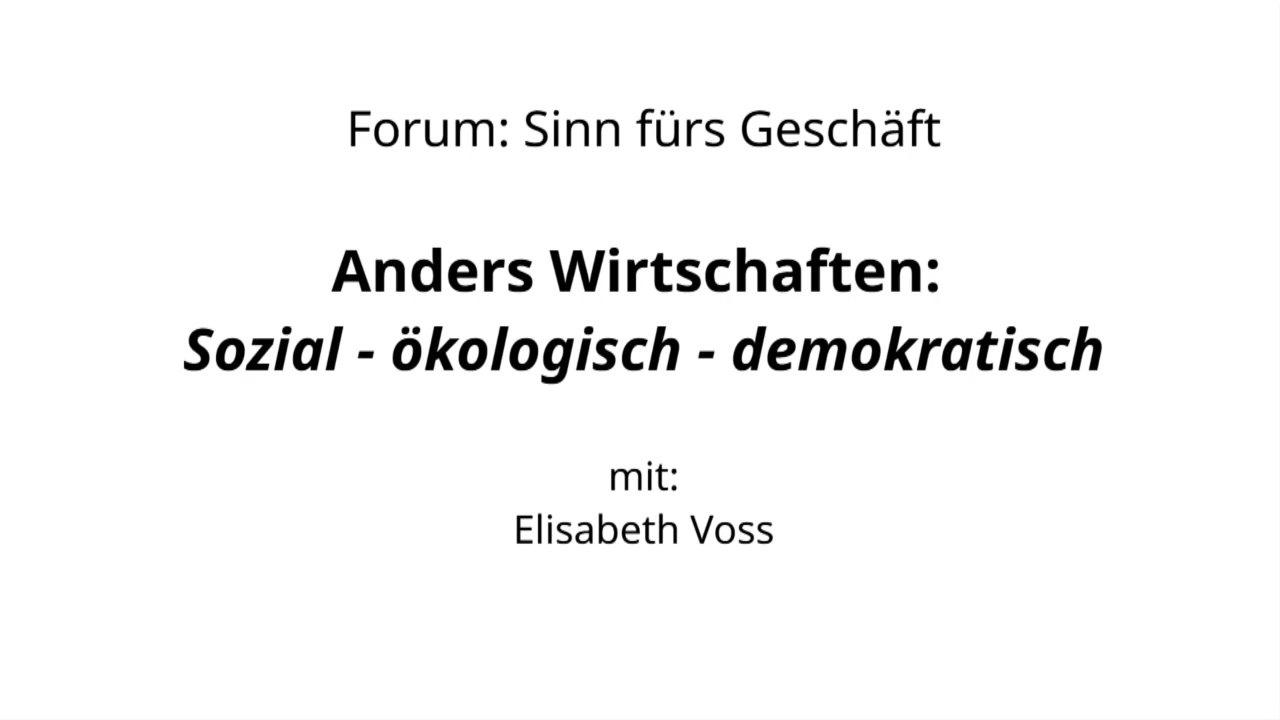 Forum: Sinn fürs Geschäft
Anders Wirtschaften:
Sozial - ökologisch - demokratisch
mit:
Elisabeth Voss